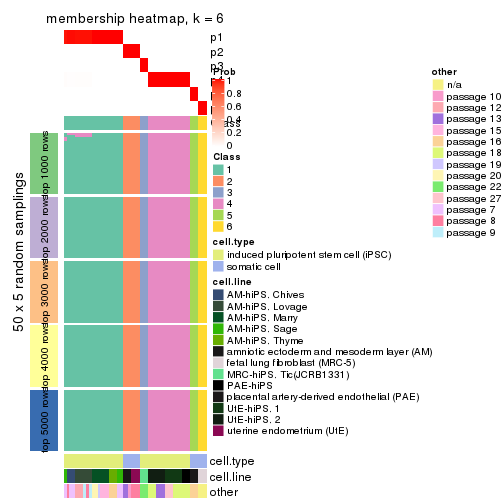 membership heatmap, k = 6
p1
p2
p3
p6
Prob
1
0.8
0.6
0.4
0.2
0
Class
1
2
3
4
5
6
cell.type
induced pluripotent stem cell (iPSC)
somatic cell
cell.line
AM-hiPS. Chives
AM-hiPS. Lovage
AM-hiPS. Marry
AM-hiPS. Sage
AM-hiPS. Thyme
amniotic ectoderm and mesoderm layer (AM)
fetal lung fibroblast (MRC-5)
MRC-hiPS. Tic(JCRB1331)
PAE-hiPS
placental artery-derived endothelial (PAE)
UtE-hiPS. 1
UtE-hiPS. 2
uterine endometrium (UtE)
other
n/a
passage 10
passage 12
passage 13
passage 15
passage 16
passage 18
passage 19
passage 20
passage 22
passage 27
passage 7
passage 8
passage 9
50 x 5 random samplings
top 1000 rows
top 2000 rows
top 3000 rows
top 4000 rows
top 5000 rows
cell.type
cell.line
other